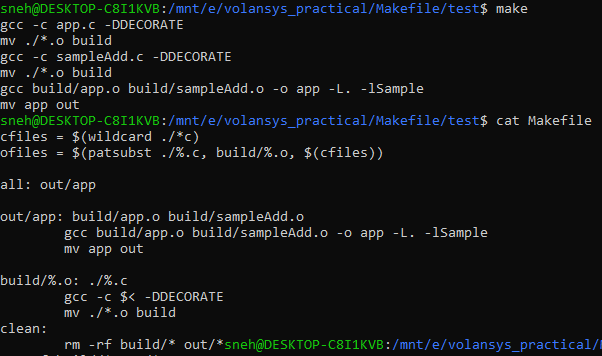 sneh@DESKTOP-C8I1KVB:/mnt/e/volansys_practical/Makefile/test$ make
gcc -c app.c -DDECORATE
mv ./*.o build
gcc -c sampleAdd.c -DDECORATE
mv ./*.o build
gcc build/app.o build/sampleAdd.o -o app -L. -lSample
mv app out
sneh@DESKTOP-C8I1KVB:/mnt/e/volansys_practical/Makefile/test$ cat Makefile
cfiles = $(wildcard ./*c)
ofiles = $(patsubst ./%.c, build/%.o, $(cfiles))
all: out/app
out/app: build/app.o build/sampleAdd.o
gcc build/app.o build/sampleAdd.o -o app -L. -lSample
mv app out
build/%.o: ./%.c
gcc -c $< -DDECORATE
mv ./*.o build
clean:
rm -rf build/* out/*sneh@DESKTOP-C8I1KVB:/mnt/e/volansys_practical/